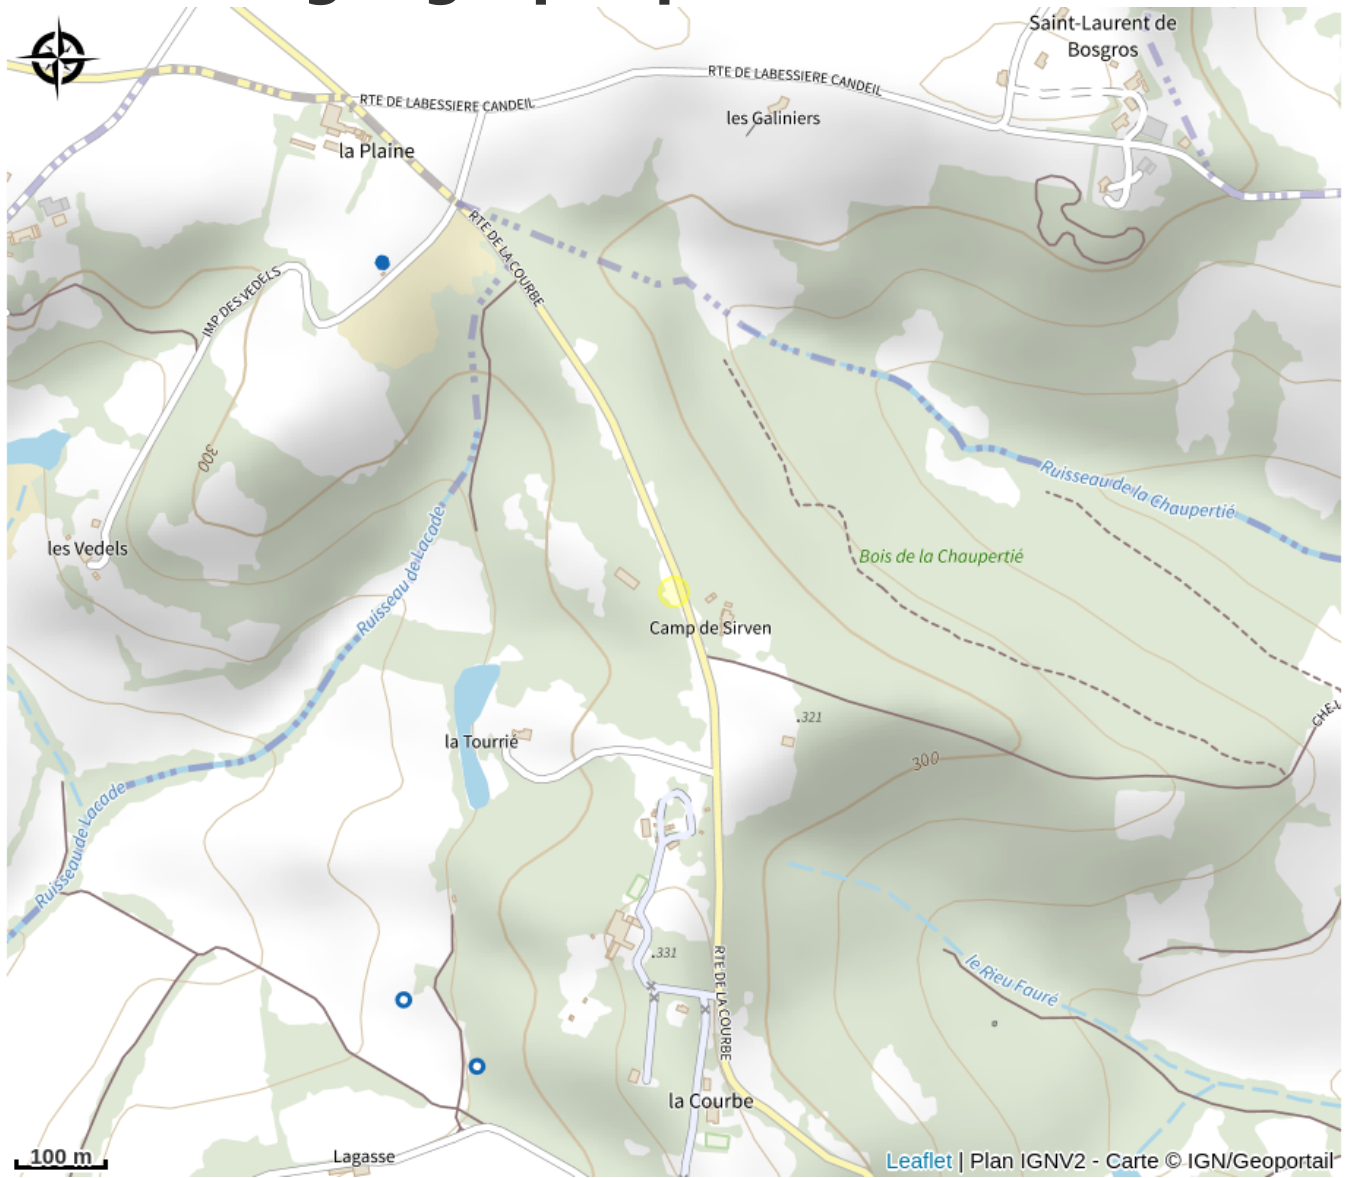 Saint-Laurent de
Bosgros
RTE DE LABESSIERE CANDEIL
RTE DE LABESSIERE CANDEIL
les Galiniers
la Plaine
RTE DE LA COURBE
IMP DES VEDELS
300
Ruisseau de la Chaupertié
Ruisseau de Lacade
les Vedels
Bois de la Chaupertié
Camp de Sirven
.321
la Tourrié
300
Ruisseau de Lacade
.331
RTE DE LA COURBE
le Rieu Fauré
la Courbe
Lagasse
100 m
Leaflet | Plan IGNV2 - Carte © IGN/Geoportail